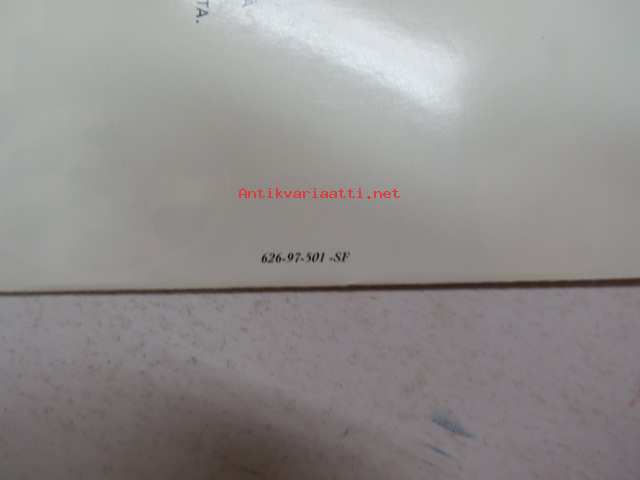 TA.
Antikvariaatti.net
626-97-501 -SF